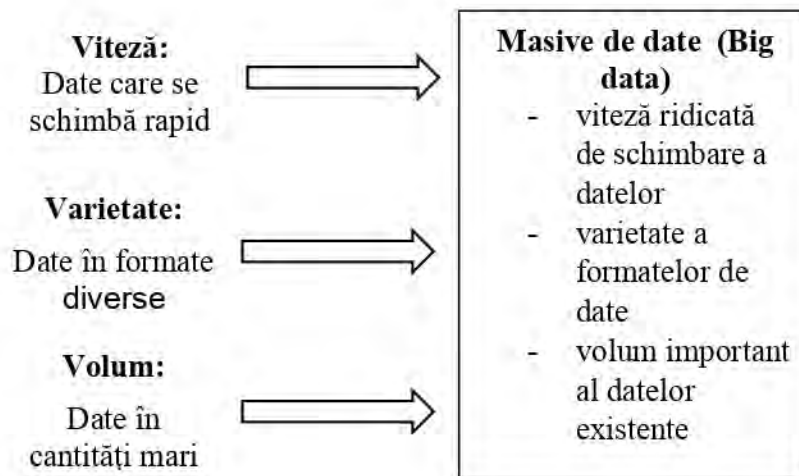 Viteză:
Date care se
schimbă rapid
Varietate:
Date în formate
diverse
Volum:
Date în
cantități mari
Masive de date (Big
data)
- viteză ridicată
de schimbare a
datelor
- varietate a
formatelor de
date
- volum important
al datelor
existente